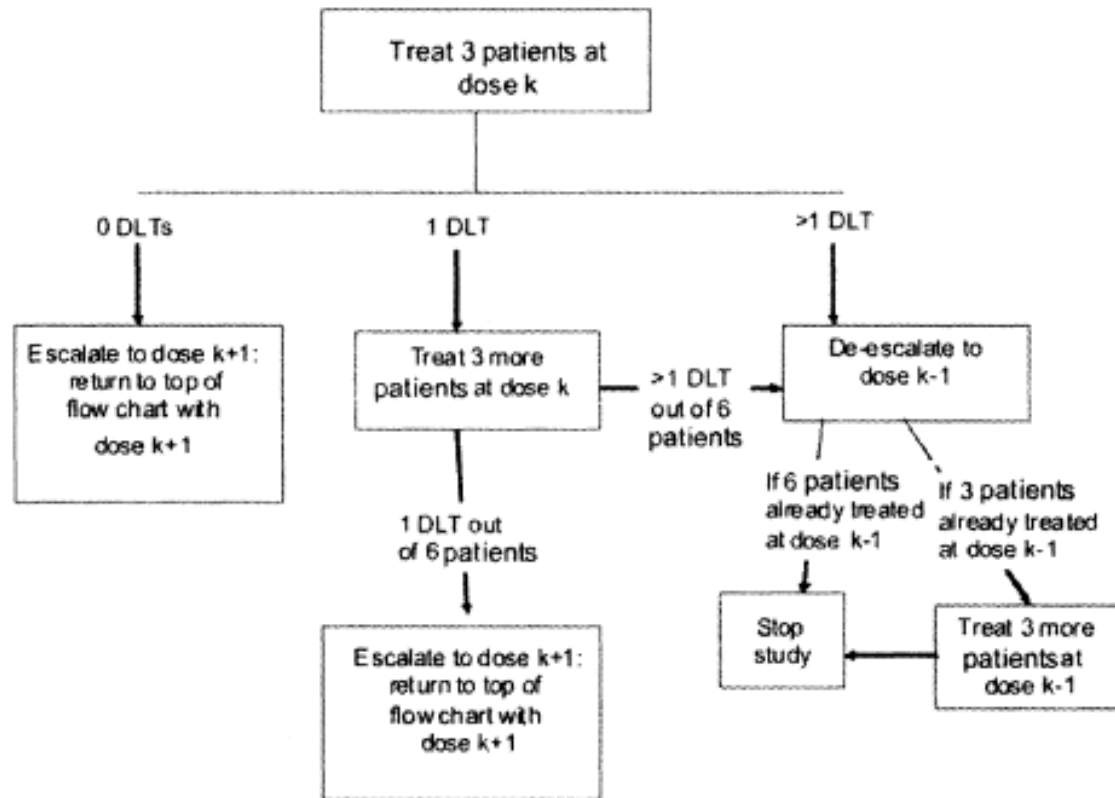 Treat 3 patients at
dose k
0 DLTs
1 DLT
>1 DLT
Escalate to dose k+1:
return to top of
flow chart with
dose k+1
Treat 3 more
patients at dose k
>1 DLT
out of 6
patients
De-escalate to
dose k-1
1 DLT out
of 6 patients
If 6 patients
already treated
at dose k-1
If 3 patients
already treated
at dose k-1
Escalate to dose k+1:
return to top of
flow chart with
dose k+1
Stop
study
Treat 3 more
patients at
dose k-1